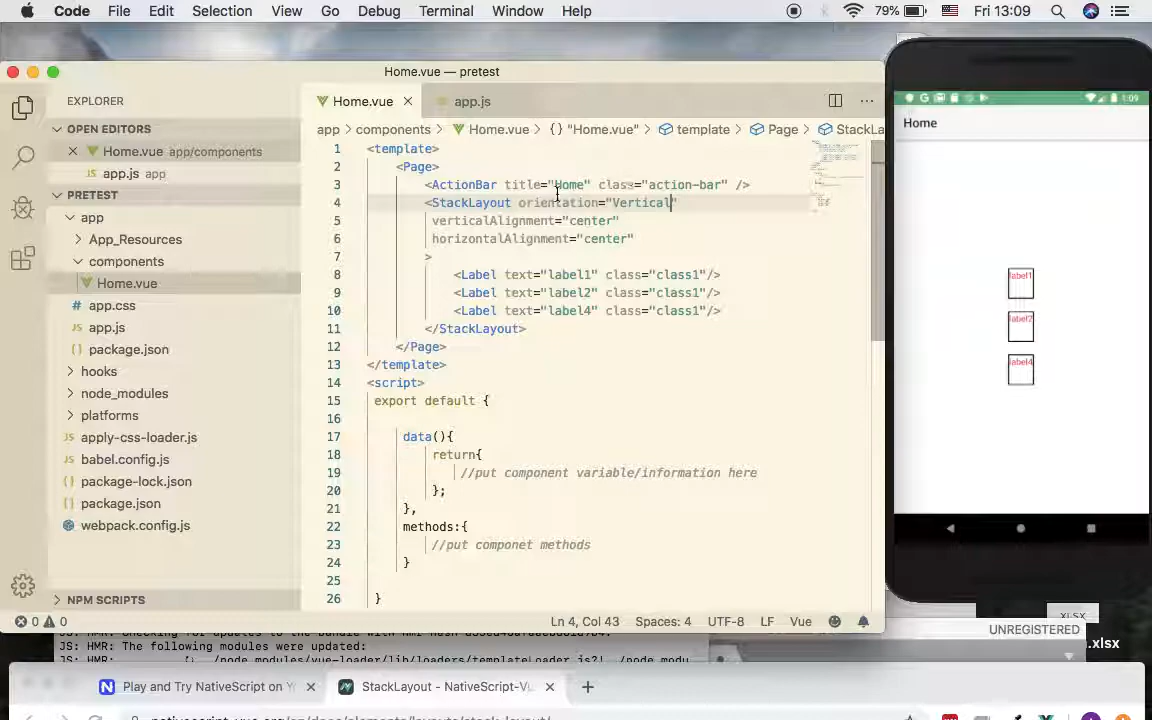 Code File Edit Selection View Go Debug Terminal Window Help 79% Fri 13:09
Home.vue — pretest
EXPLORER
OPEN EDITORS
Home.vue app/components
app.js app
PRETEST
app
App_Resources
components
Home.vue
app.css
app.js
package.json
hooks
node_modules
platforms
apply-css-loader.js
babel.config.js
package-lock.json
package.json
webpack.config.js
NPM SCRIPTS
Home.vue app.js
app > components > Home.vue > {} "Home.vue" > template > Page > StackLa
1 <template>
2 <Page>
3 <ActionBar title="Home" class="action-bar" />
4 <StackLayout orientation="Vertical"
5 verticalAlignment="center"
6 horizontalAlignment="center"
7 >
8 <Label text="label1" class="class1"/>
9 <Label text="label2" class="class1"/>
10 <Label text="label4" class="class1"/>
11 </StackLayout>
12 </Page>
13 </template>
14 <script>
15 export default {
16
17 data(){
18 return{
19 //put component variable/information here
20 };
21 },
22 methods:{
23 //put componet methods
24 }
25
26 }
0 0 Ln 4, Col 43 Spaces: 4 UTF-8 LF Vue
1:09
Home
label1
label2
label4
XLSX
UNREGISTERED
.xlsx
JS: HMR: The following modules were updated:
Play and Try NativeScript on StackLayout - NativeScript-Vu